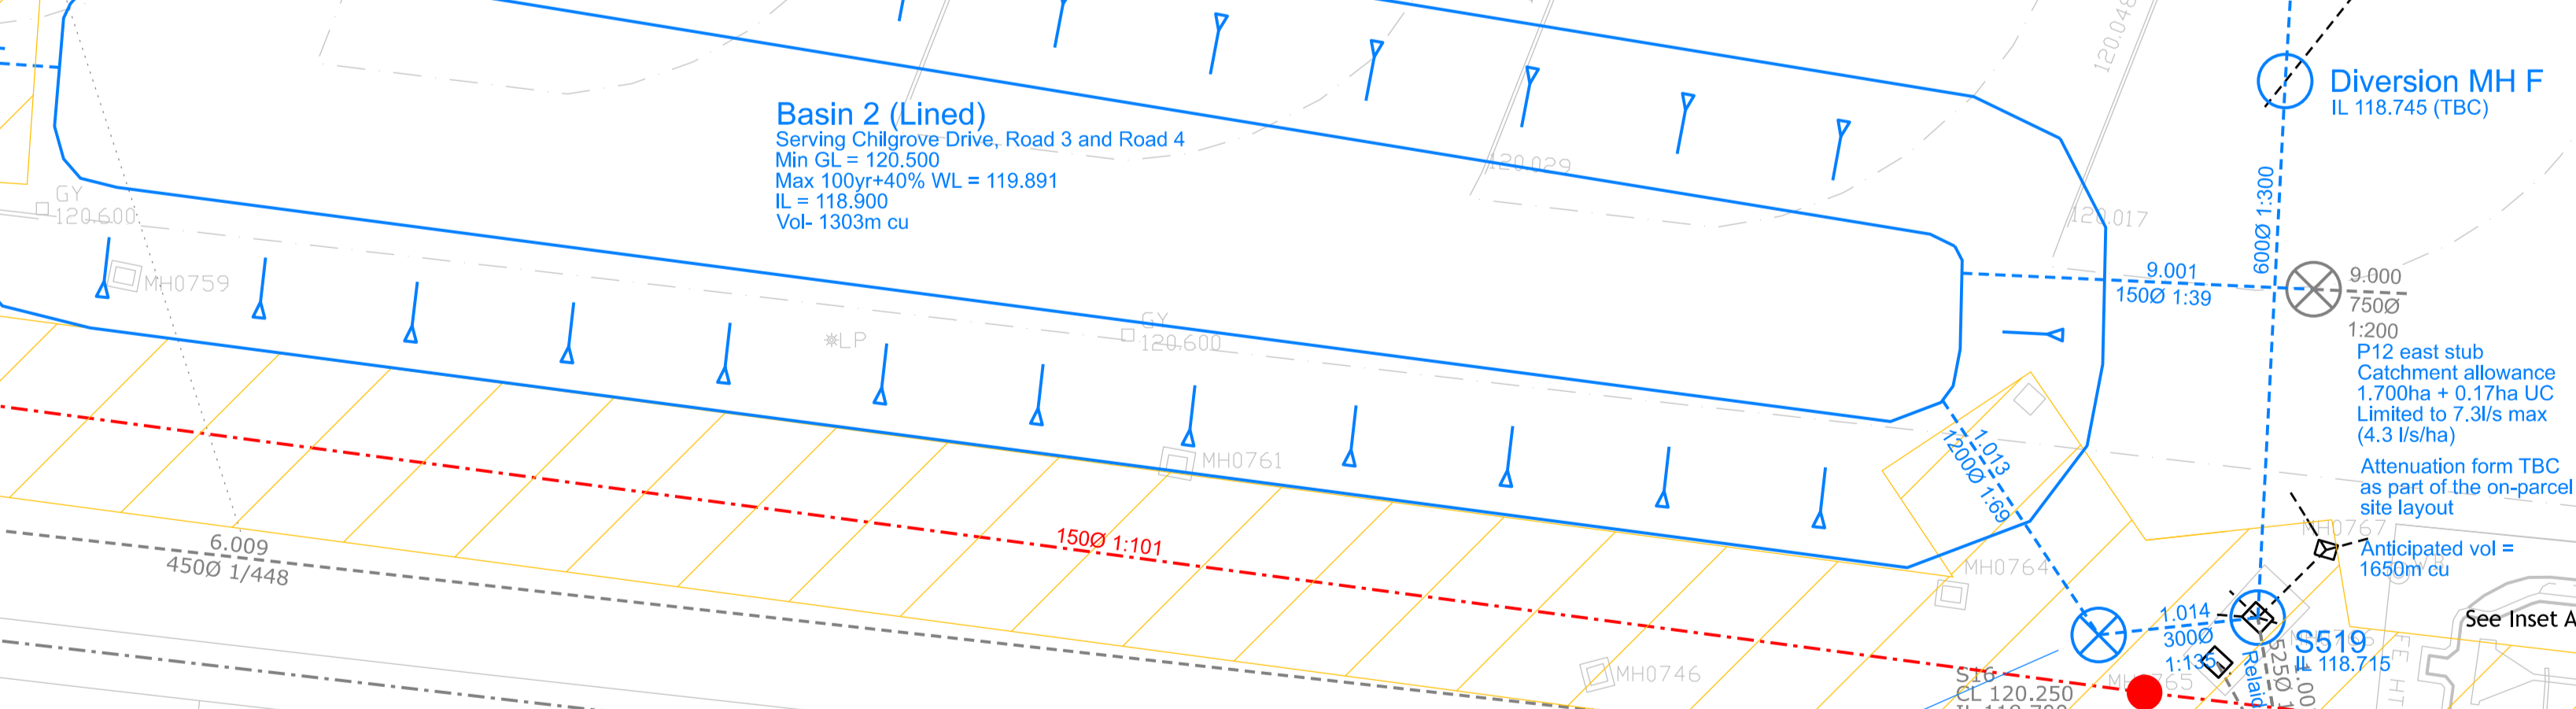 Basin 2 (Lined)
Serving Chilgrove Drive, Road 3 and Road 4
Min GL = 120.500
Max 100yr+40% WL = 119.891
IL = 118.900
Vol- 1303m cu
Diversion MH F
IL 118.745 (TBC)
120.048
120.029
120.017
600Ø 1:300
9.001
150Ø 1:39
9.000
750Ø
1:200
P12 east stub
Catchment allowance
1.700ha + 0.17ha UC
Limited to 7.3l/s max
(4.3 l/s/ha)
Attenuation form TBC
as part of the on-parcel
site layout
Anticipated vol =
1650m cu
GY
120.600
MH0759
LP
GY
120.600
MH0761
1.013
1200Ø 1:69
MH0767
MH0764
6.009
450Ø 1/448
150Ø 1:101
MH0746
1.014
300Ø
1:135
S519
IL 118.715
See Inset A
Relaid
525Ø
S16
CL 120.250